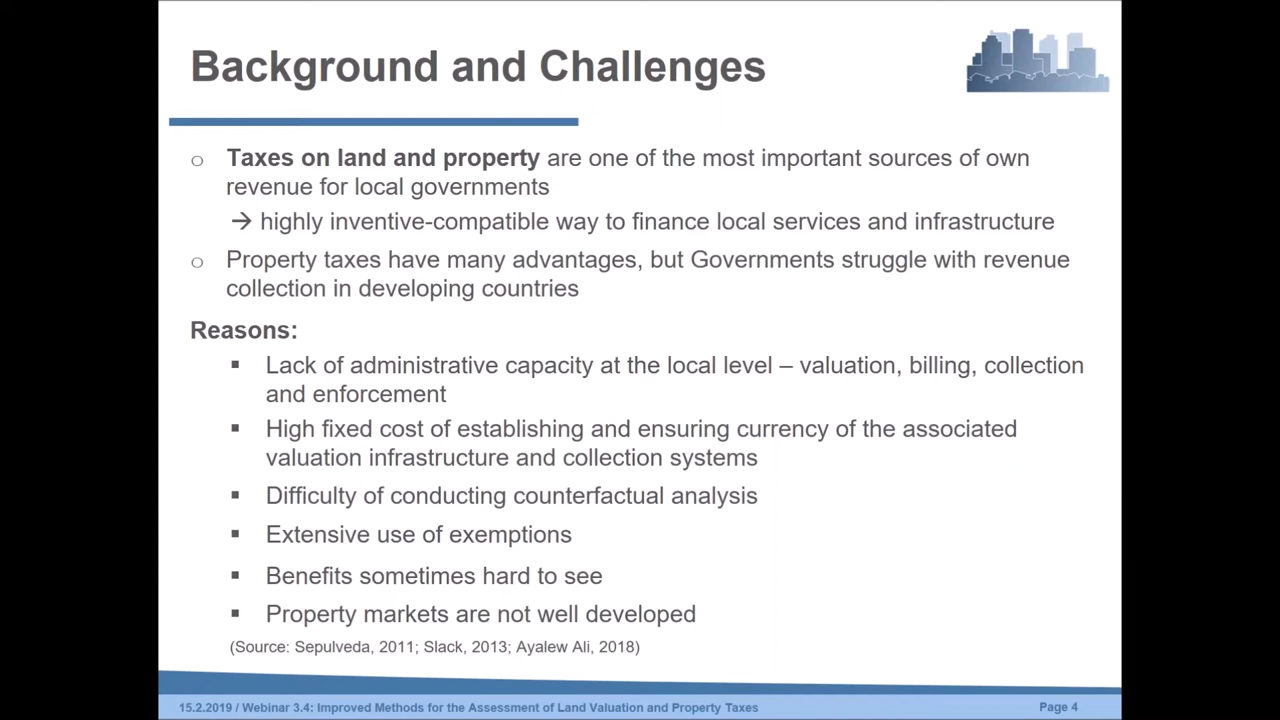 Background and Challenges
○ Taxes on land and property are one of the most important sources of own
revenue for local governments
→ highly inventive-compatible way to finance local services and infrastructure
○ Property taxes have many advantages, but Governments struggle with revenue
collection in developing countries
Reasons:
▪ Lack of administrative capacity at the local level – valuation, billing, collection
and enforcement
▪ High fixed cost of establishing and ensuring currency of the associated
valuation infrastructure and collection systems
▪ Difficulty of conducting counterfactual analysis
▪ Extensive use of exemptions
▪ Benefits sometimes hard to see
▪ Property markets are not well developed
(Source: Sepulveda, 2011; Slack, 2013; Ayalew Ali, 2018)
15.2.2019 / Webinar 3.4: Improved Methods for the Assessment of Land Valuation and Property Taxes
Page 4